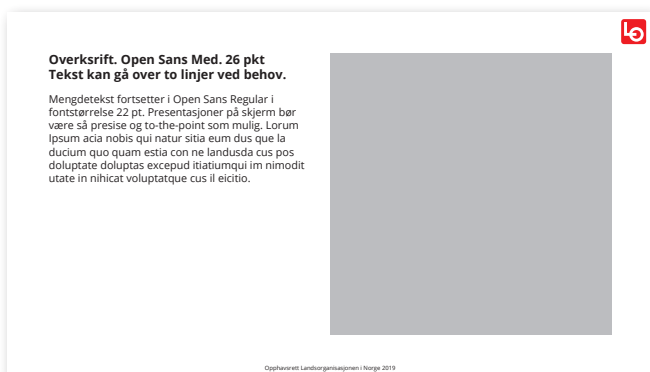 LO
Overksrift. Open Sans Med. 26 pkt
Tekst kan gå over to linjer ved behov.
Mengdetekst fortsetter i Open Sans Regular i
fontstørrelse 22 pt. Presentasjoner på skjerm bør
være så presise og to-the-point som mulig. Lorum
Ipsum acia nobis qui natur sitia eum dus que la
ducium quo quam estia con ne landusda cus pos
doluptate doluptas excepud itiatiumqui im nimodit
utate in nihicat voluptatque cus il eicitio.
Opphavsrett Landsorganisasjonen i Norge 2019